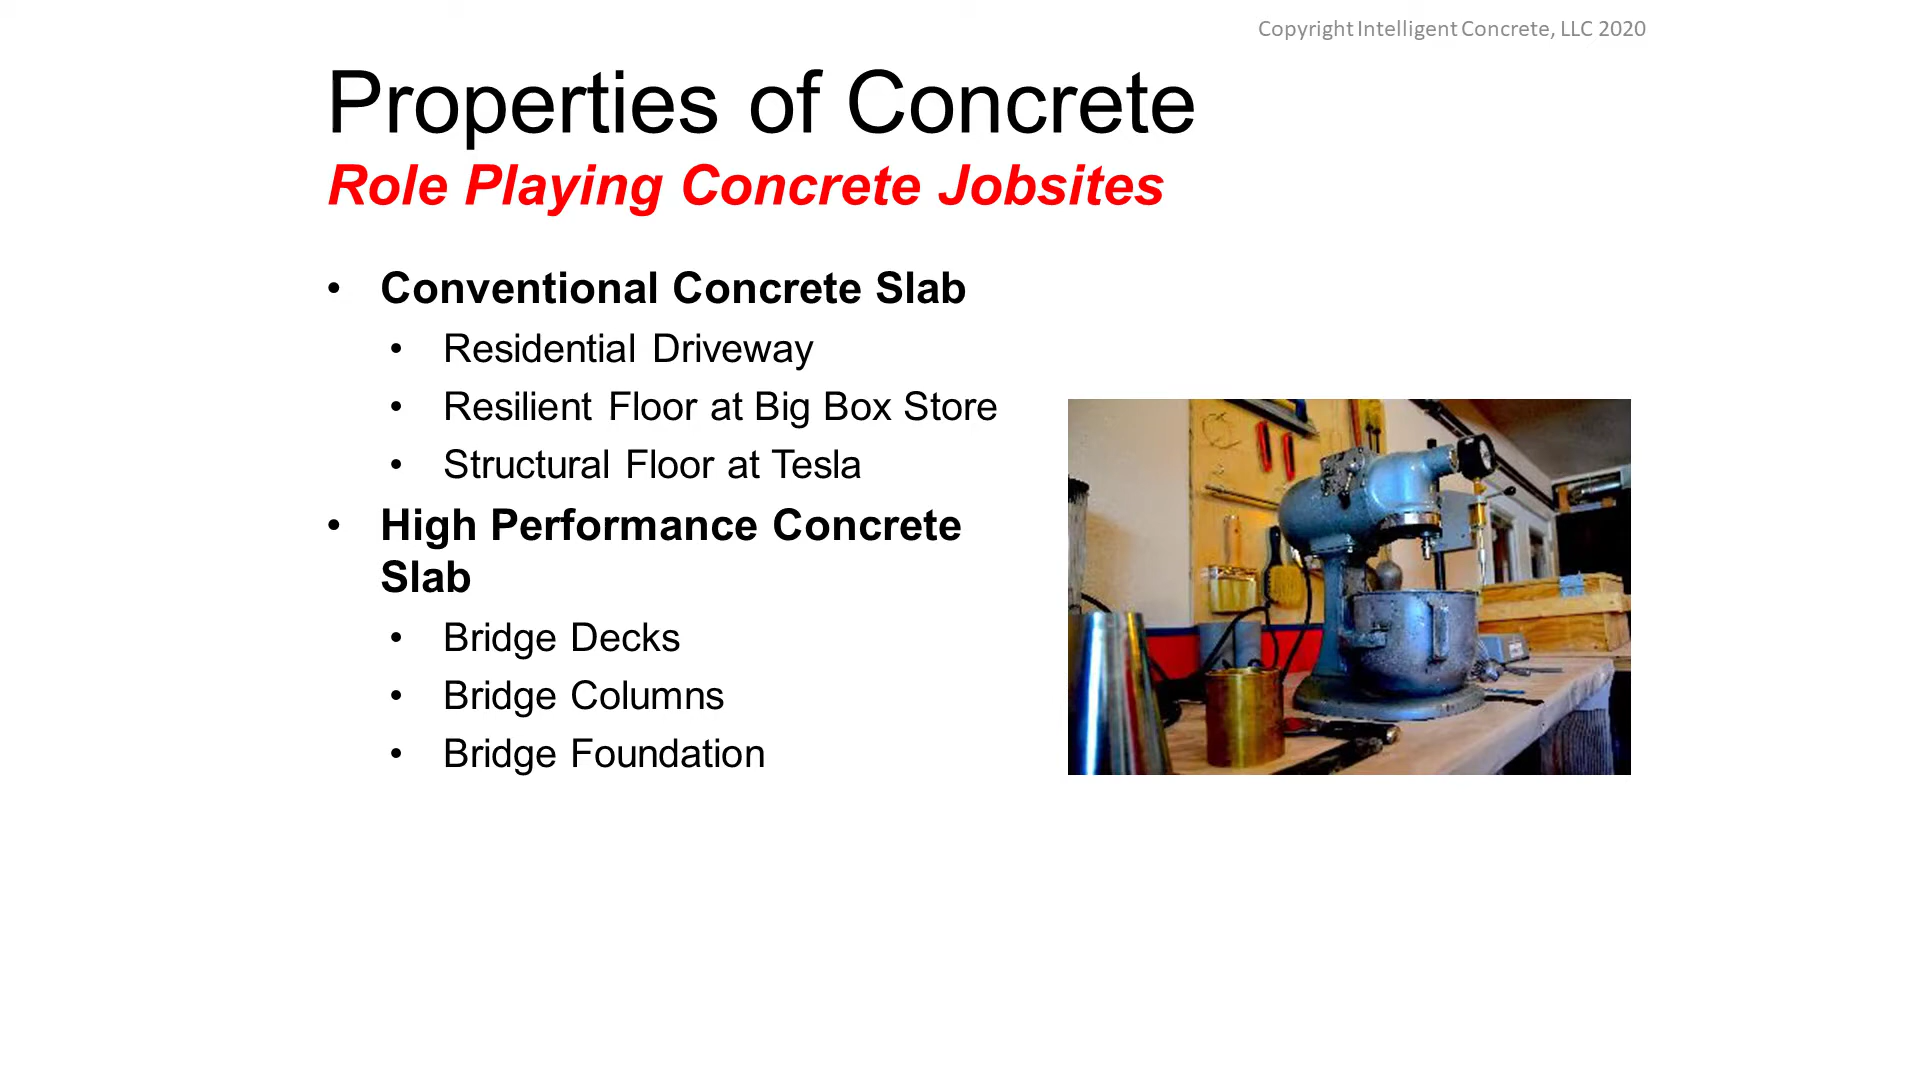 Copyright Intelligent Concrete, LLC 2020
Properties of Concrete
Role Playing Concrete Jobsites
• Conventional Concrete Slab
• Residential Driveway
• Resilient Floor at Big Box Store
• Structural Floor at Tesla
• High Performance Concrete
Slab
• Bridge Decks
• Bridge Columns
• Bridge Foundation